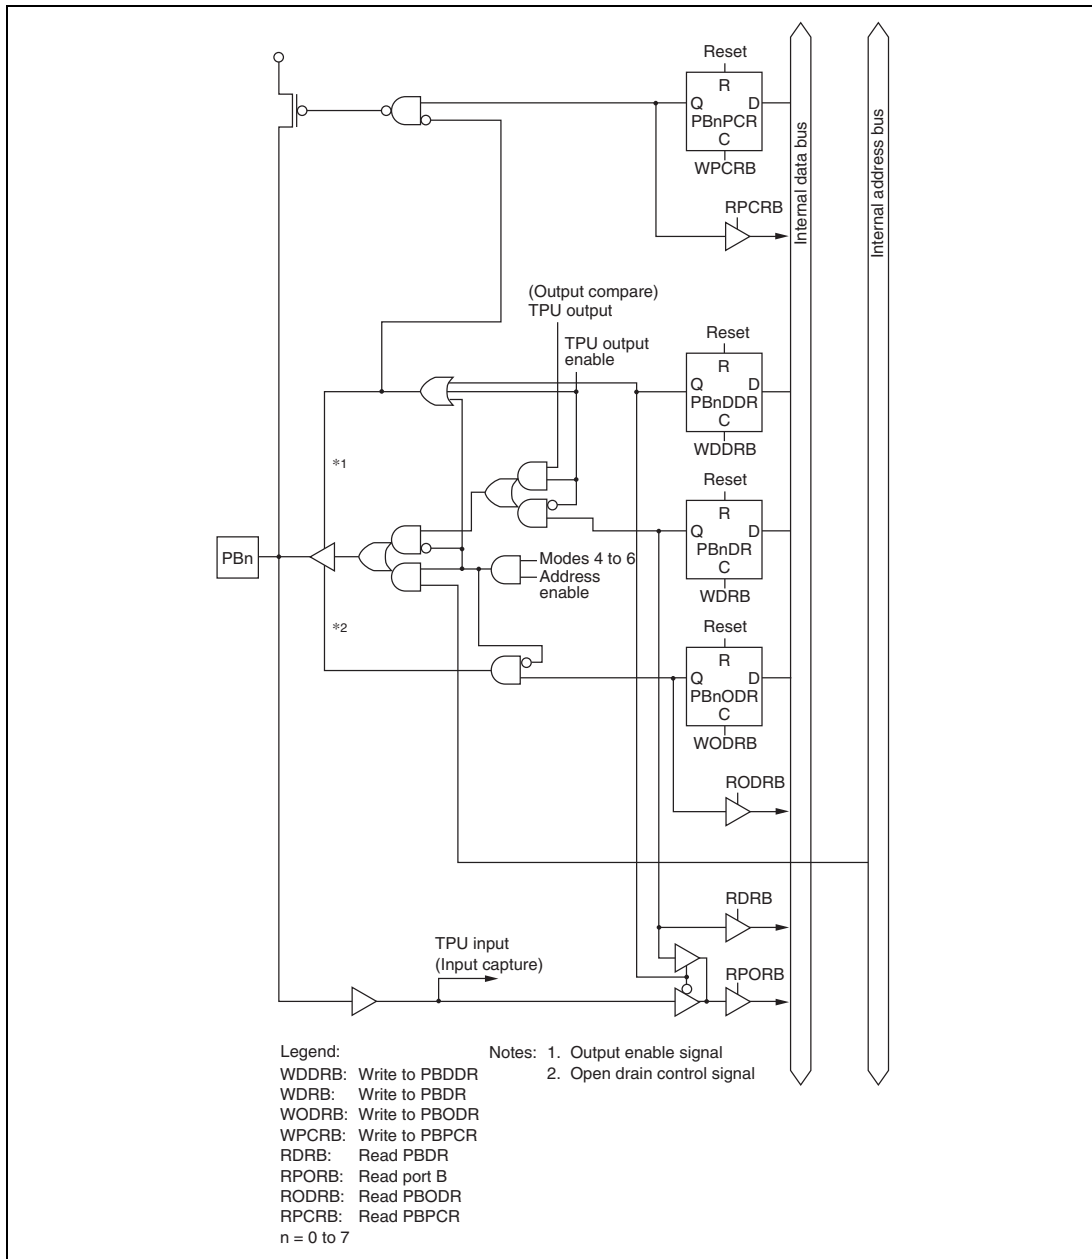 Reset
R
Q D
PBnPCR
C
WPCRB
Internal data bus
Internal address bus
RPCRB
(Output compare)
TPU output
TPU output
enable
Reset
R
Q D
PBnDDR
C
WDDRB
*1
Reset
R
Q D
PBnDR
C
WDRB
PBn
Modes 4 to 6
Address
enable
*2
Reset
R
Q D
PBnODR
C
WODRB
RODRB
RDRB
TPU input
(Input capture)
RPORB
Legend:
WDDRB: Write to PBDDR
WDRB: Write to PBDR
WODRB: Write to PBODR
WPCRB: Write to PBPCR
RDRB: Read PBDR
RPORB: Read port B
RODRB: Read PBODR
RPCRB: Read PBPCR
n = 0 to 7
Notes: 1. Output enable signal
2. Open drain control signal